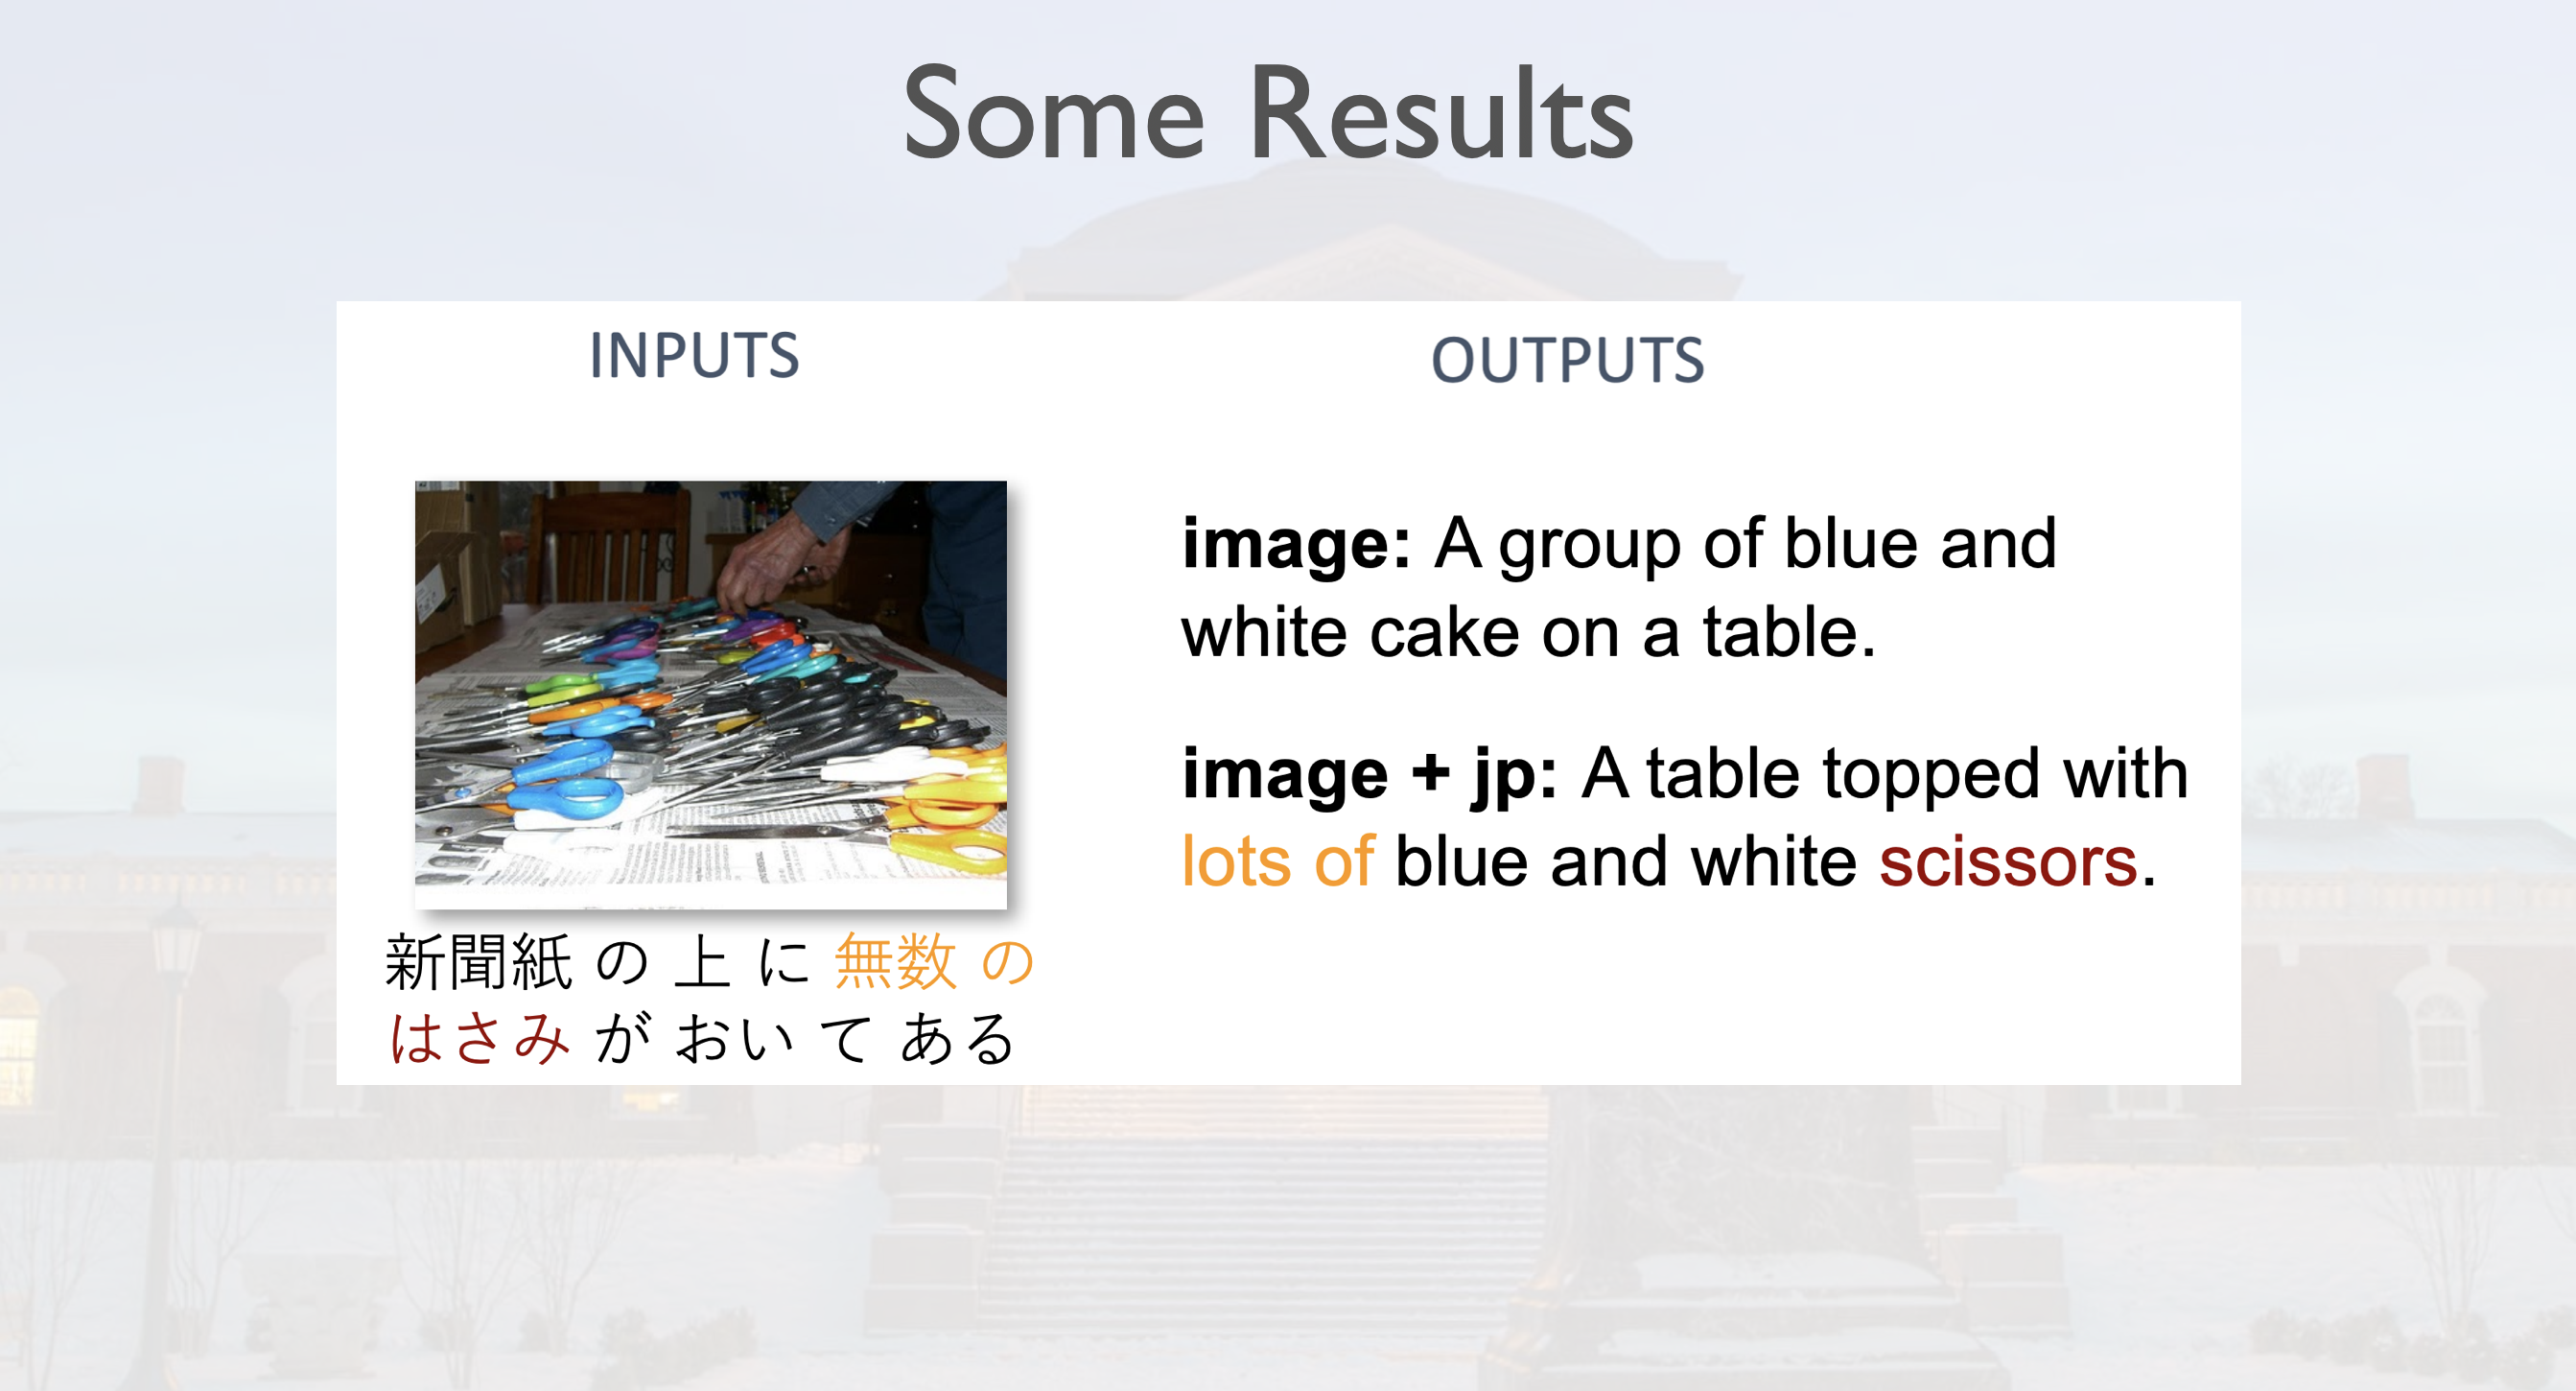 Some Results
INPUTS
OUTPUTS
新聞紙 の 上 に 無数 の
はさみ が おい て ある
image: A group of blue and
white cake on a table.
image + jp: A table topped with
lots of blue and white scissors.